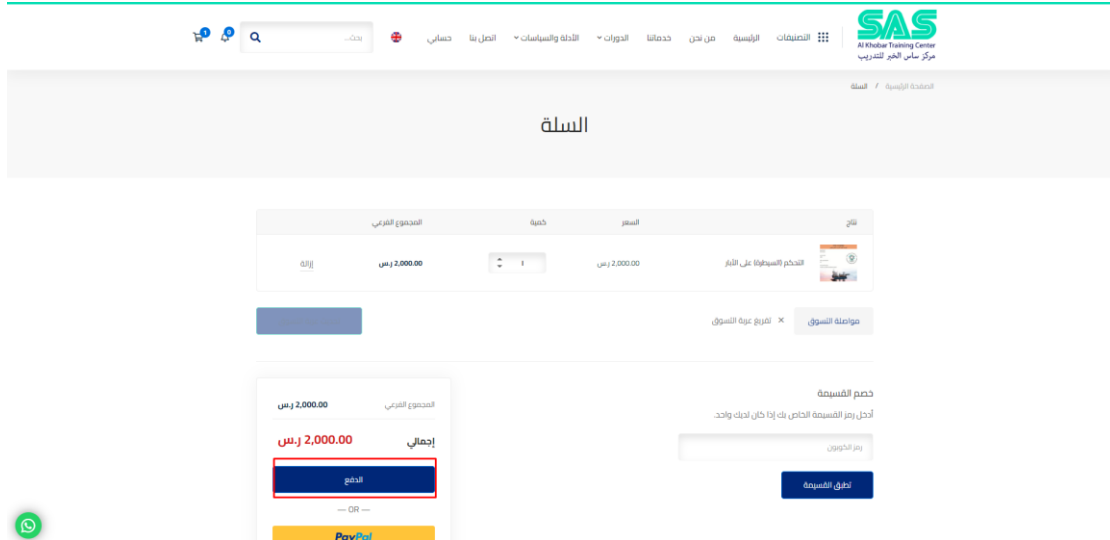 SAS
Al Khobar Training Center
مركز ساس الخبر للتدريب
التصنيفات الرئيسية من نحن خدماتنا الدورات الأدلة والسياسات اتصل بنا حسابي
بحث...
0
1
الصفحة الرئيسية / السلة
السلة
نتاج السعر كمية المجموع الفرعي
التحكم (السيطرة) على الآبار 2,000.00 ر.س 1 2,000.00 ر.س إزالة
مواصلة التسوق × تفريغ عربة التسوق
خصم القسيمة
أدخل رمز القسيمة الخاص بك إذا كان لديك واحد.
رمز الكوبون
تطبق القسيمة
المجموع الفرعي 2,000.00 ر.س
إجمالي 2,000.00 ر.س
الدفع
— OR —
PayPal